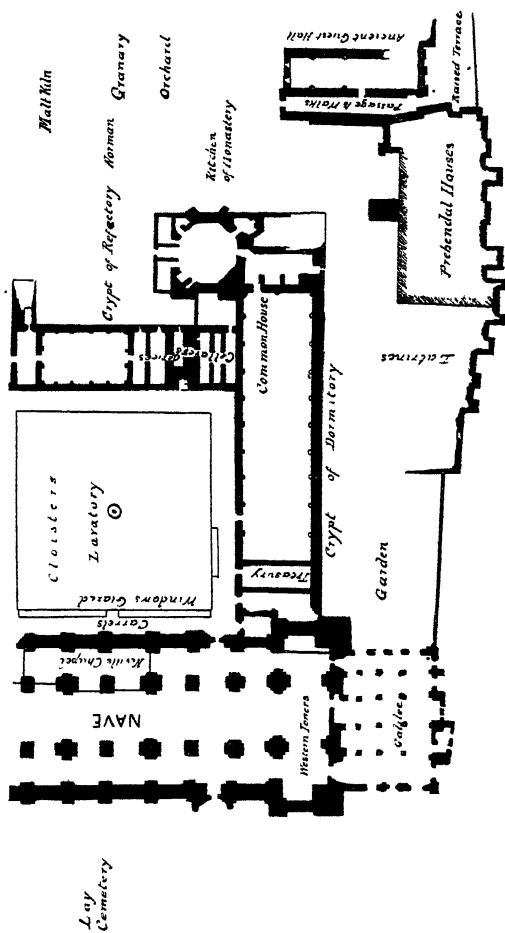 Malt Kiln
Granary
Orchard
Ancient Guest Hall
Passage & Walks
Raised Terrace
Crypt of Refectory Norman
Kitchen
of Monastery
Prebendal Houses
Cellarers
Common House
Crypt of Dormitory
Latrines
Cloisters
Lavatory
Windows Glazed
Carrels
Treasury
Garden
Nevills Chapel
NAVE
Western Towers
Galilee
Lay
Cemetery